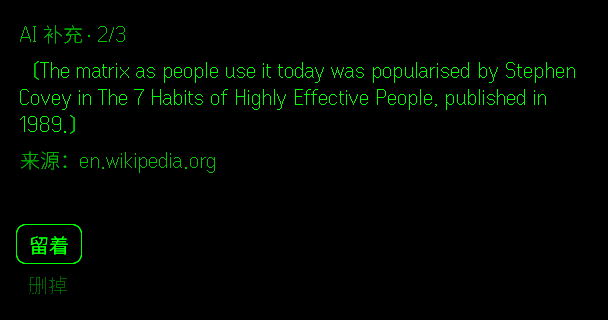 AI 补充 · 2/3
〔The matrix as people use it today was popularised by Stephen
Covey in The 7 Habits of Highly Effective People, published in
1989.〕
来源：en.wikipedia.org
留着
删掉